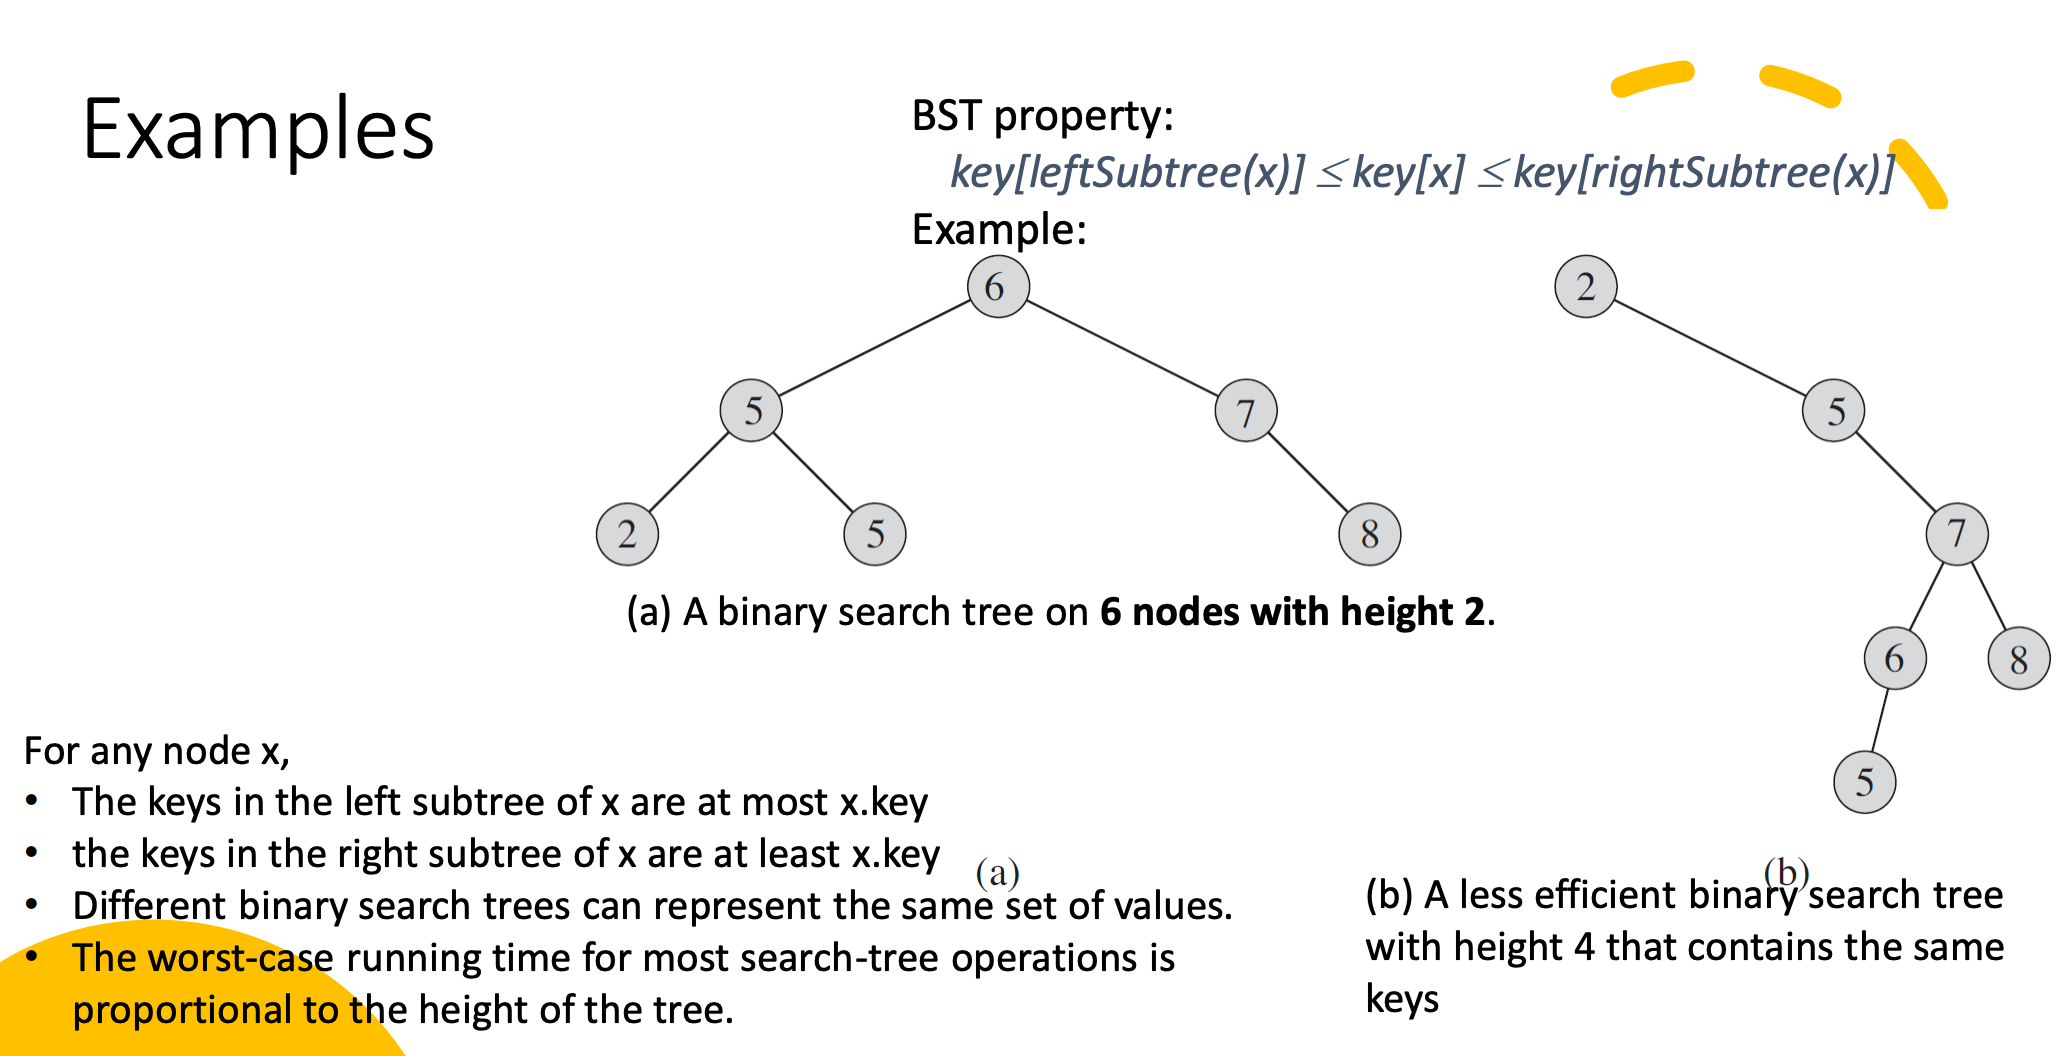 Examples
BST property:
key[leftSubtree(x)] ≤ key[x] ≤ key[rightSubtree(x)]
Example:
6
5
7
2
5
8
2
5
7
6
8
5
(a) A binary search tree on 6 nodes with height 2.
For any node x,
• The keys in the left subtree of x are at most x.key
• the keys in the right subtree of x are at least x.key
• Different binary search trees can represent the same set of values.
• The worst-case running time for most search-tree operations is
proportional to the height of the tree.
(a)
(b)
(b) A less efficient binary search tree
with height 4 that contains the same
keys